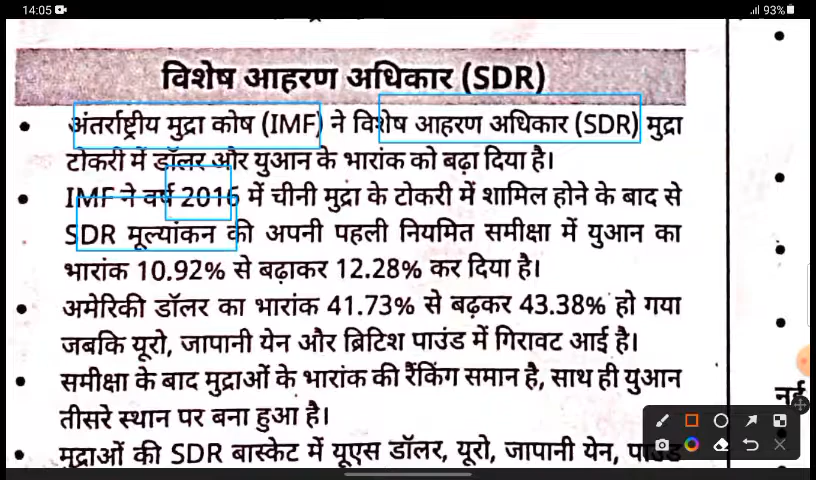 14:05
93%
विशेष आहरण अधिकार (SDR)
• अंतर्राष्ट्रीय मुद्रा कोष (IMF) ने विशेष आहरण अधिकार (SDR) मुद्रा
टोकरी में डॉलर और युआन के भारांक को बढ़ा दिया है।
• IMF ने वर्ष 2016 में चीनी मुद्रा के टोकरी में शामिल होने के बाद से
SDR मूल्यांकन की अपनी पहली नियमित समीक्षा में युआन का
भारांक 10.92% से बढ़ाकर 12.28% कर दिया है।
• अमेरिकी डॉलर का भारांक 41.73% से बढ़कर 43.38% हो गया
जबकि यूरो, जापानी येन और ब्रिटिश पाउंड में गिरावट आई है।
• समीक्षा के बाद मुद्राओं के भारांक की रैंकिंग समान है, साथ ही युआन
तीसरे स्थान पर बना हुआ है।
• मुद्राओं की SDR बास्केट में यूएस डॉलर, यूरो, जापानी येन, पाउंड
नई